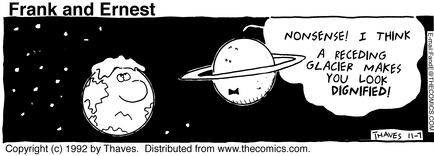 Frank and Ernest
NONSENSE! I THINK
A RECEDING
GLACIER MAKES
YOU LOOK
DIGNIFIED!
THAVES 11-7
Copyright (c) 1992 by Thaves. Distributed from www.thecomics.com.